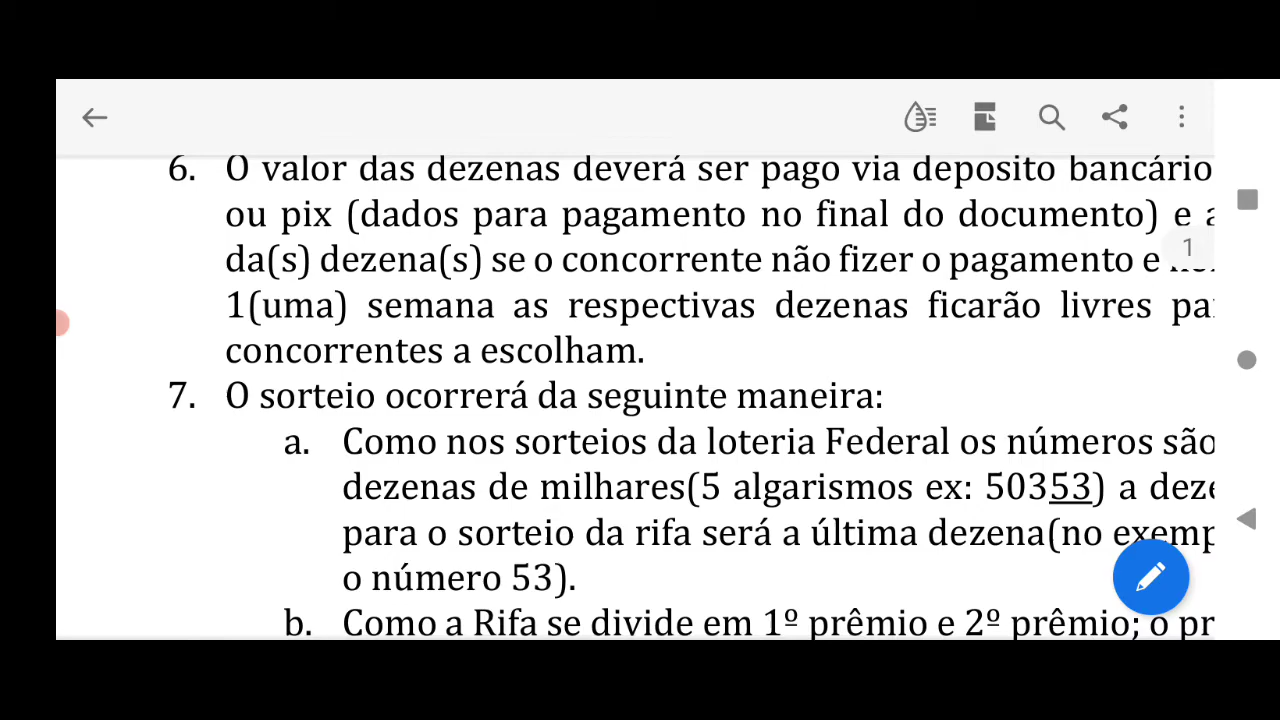 6. O valor das dezenas deverá ser pago via deposito bancário
ou pix (dados para pagamento no final do documento) e
da(s) dezena(s) se o concorrente não fizer o pagamento e
1
1(uma) semana as respectivas dezenas ficarão livres
concorrentes a escolham.
7. O sorteio ocorrerá da seguinte maneira:
a. Como nos sorteios da loteria Federal os números são
dezenas de milhares(5 algarismos ex: 50353) a
para o sorteio da rifa será a última dezena(no
o número 53).
b. Como a Rifa se divide em 1º prêmio e 2º prêmio; o